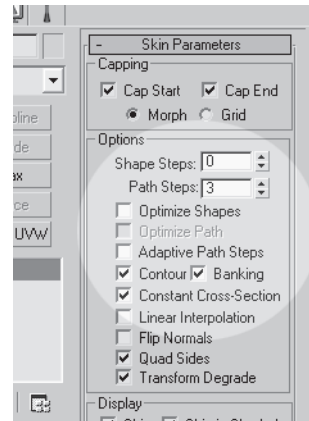 - Skin Parameters
Capping
Cap Start Cap End
Morph Grid
Options
Shape Steps: 0
Path Steps: 3
Optimize Shapes
Optimize Path
Adaptive Path Steps
Contour Banking
Constant Cross-Section
Linear Interpolation
UVW
Flip Normals
Quad Sides
Transform Degrade
Display